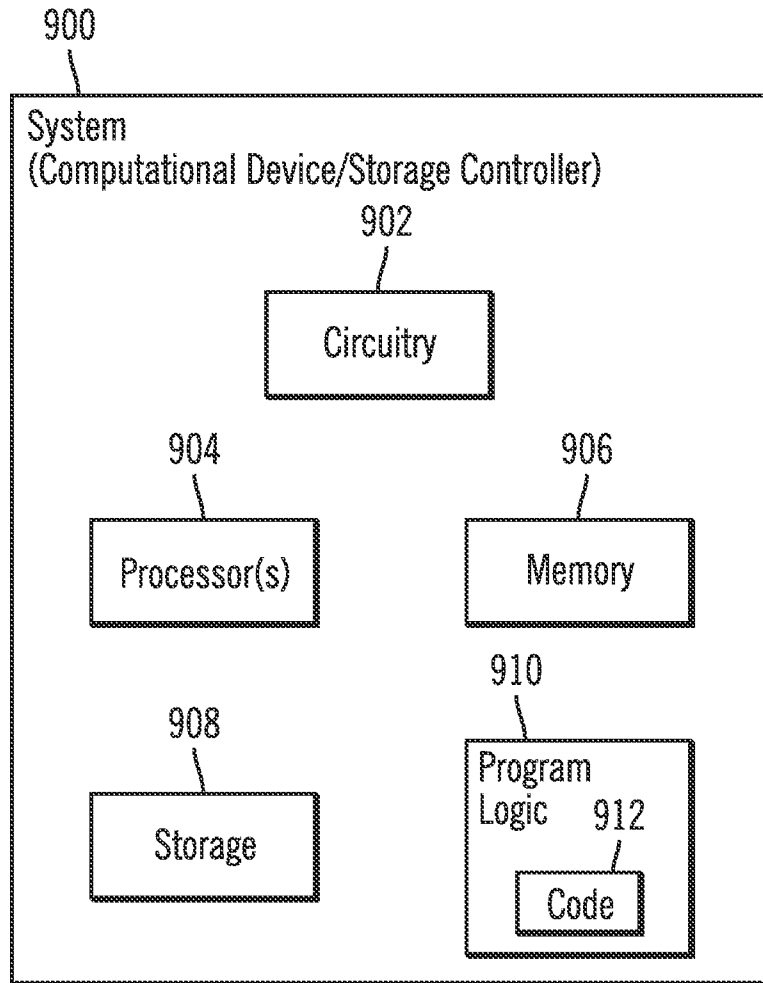 900
System
(Computational Device/Storage Controller)
902
Circuitry
904
Processor(s)
906
Memory
908
Storage
910
Program
Logic
912
Code